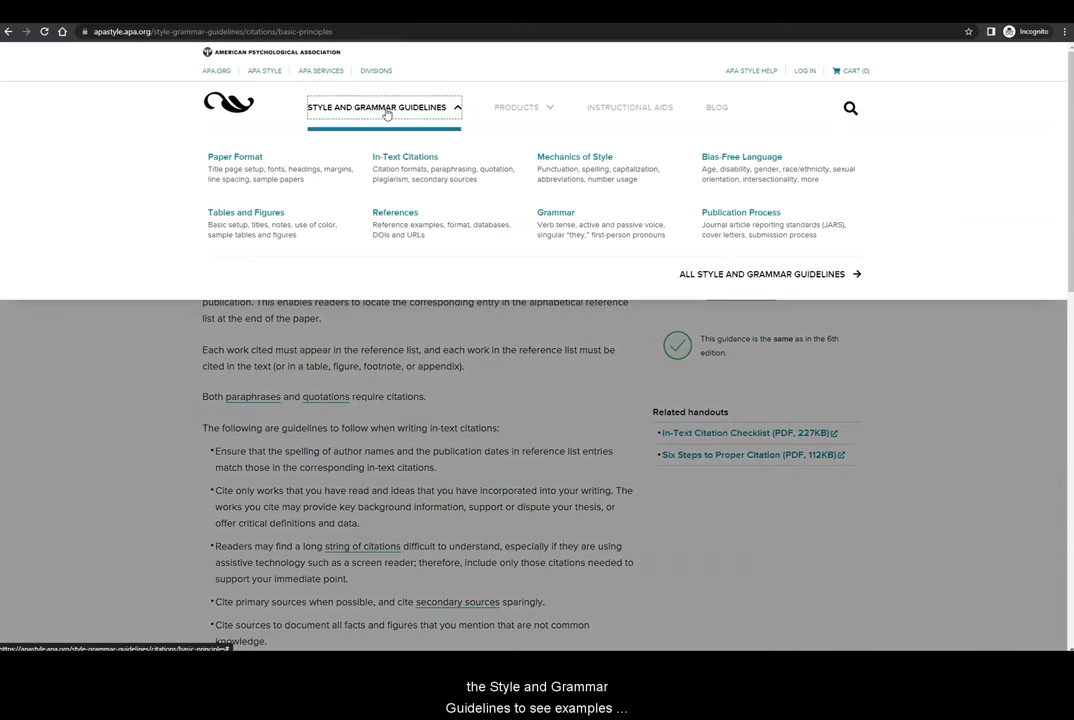 apastyle.apa.org/style-grammar-guidelines/citations/basic-principles
Incognito
AMERICAN PSYCHOLOGICAL ASSOCIATION
APA.ORG APA STYLE APA SERVICES DIVISIONS APA STYLE HELP LOG IN CART (0)
STYLE AND GRAMMAR GUIDELINES PRODUCTS INSTRUCTIONAL AIDS BLOG
Paper Format
Title page setup, fonts, headings, margins,
line spacing, sample papers
In-Text Citations
Citation formats, paraphrasing, quotation,
plagiarism, secondary sources
Mechanics of Style
Punctuation, spelling, capitalization,
abbreviations, number usage
Bias-Free Language
Age, disability, gender, race/ethnicity, sexual
orientation, intersectionality, more
Tables and Figures
Basic setup, titles, notes, use of color,
sample tables and figures
References
Reference examples, format, databases,
DOIs and URLs
Grammar
Verb tense, active and passive voice,
singular “they,” first-person pronouns
Publication Process
Journal article reporting standards (JARS),
cover letters, submission process
ALL STYLE AND GRAMMAR GUIDELINES
publication. This enables readers to locate the corresponding entry in the alphabetical reference
list at the end of the paper.
Each work cited must appear in the reference list, and each work in the reference list must be
cited in the text (or in a table, figure, footnote, or appendix).
Both paraphrases and quotations require citations.
The following are guidelines to follow when writing in-text citations:
•Ensure that the spelling of author names and the publication dates in reference list entries
match those in the corresponding in-text citations.
•Cite only works that you have read and ideas that you have incorporated into your writing. The
works you cite may provide key background information, support or dispute your thesis, or
offer critical definitions and data.
•Readers may find a long string of citations difficult to understand, especially if they are using
assistive technology such as a screen reader; therefore, include only those citations needed to
support your immediate point.
•Cite primary sources when possible, and cite secondary sources sparingly.
•Cite sources to document all facts and figures that you mention that are not common
knowledge.
This guidance is the same as in the 6th
edition.
Related handouts
•In-Text Citation Checklist (PDF, 227KB)
•Six Steps to Proper Citation (PDF, 112KB)
https://apastyle.apa.org/style-grammar-guidelines/citations/basic-principles#
the Style and Grammar
Guidelines to see examples ...